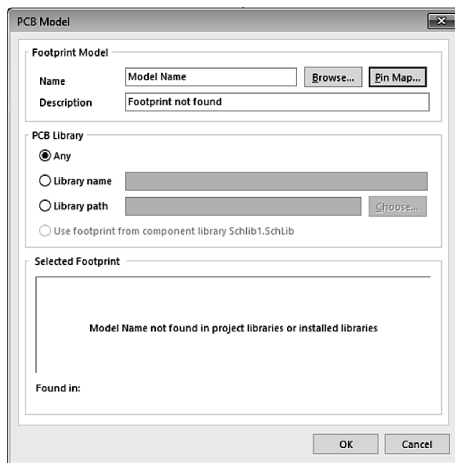 PCB Model
Footprint Model
Name Model Name Browse... Pin Map...
Description Footprint not found
PCB Library
Any
Library name
Library path Choose...
Use footprint from component library Schlib1.SchLib
Selected Footprint
Model Name not found in project libraries or installed libraries
Found in:
OK Cancel